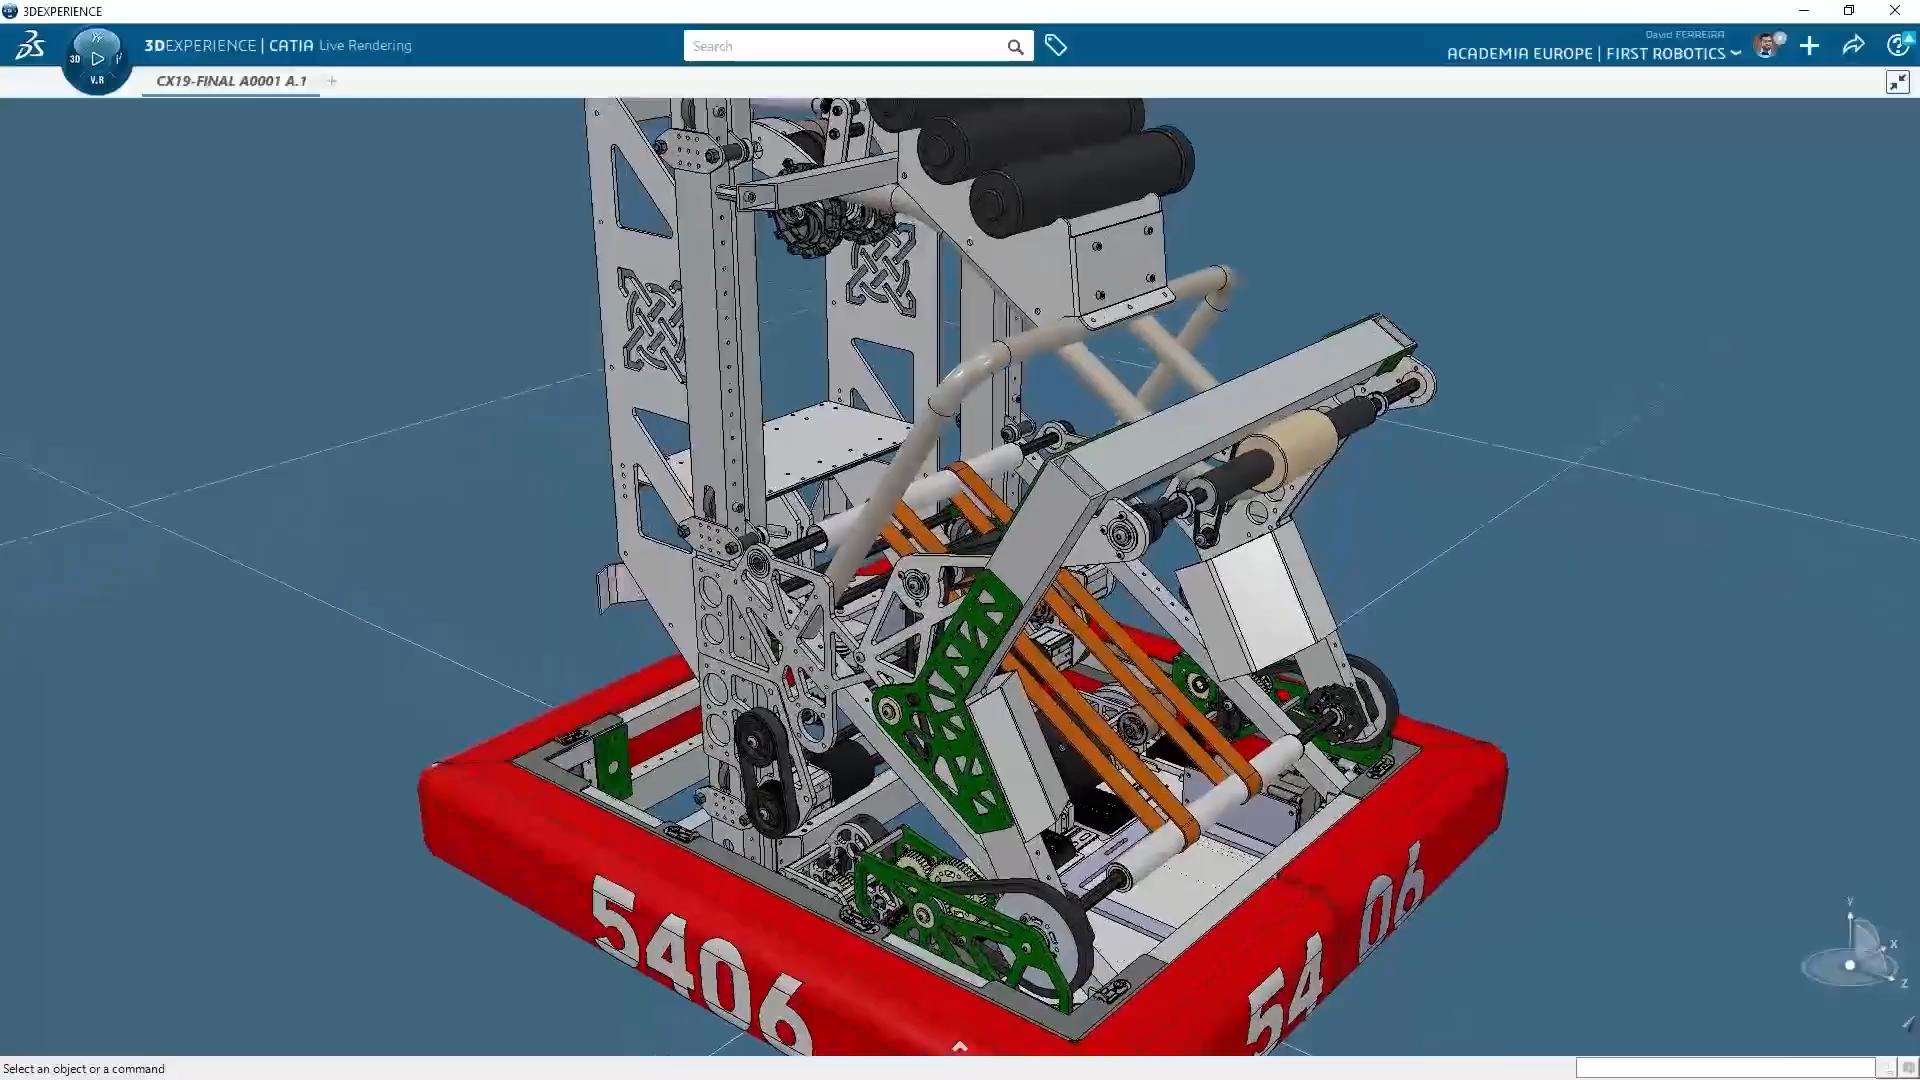 3DEXPERIENCE
3DEXPERIENCE | CATIA Live Rendering
Search
David FERREIRA
ACADEMIA EUROPE | FIRST ROBOTICS
3D
V.R
CX19-FINAL A0001 A.1
5406
54 06
Y
X
Z
Select an object or a command